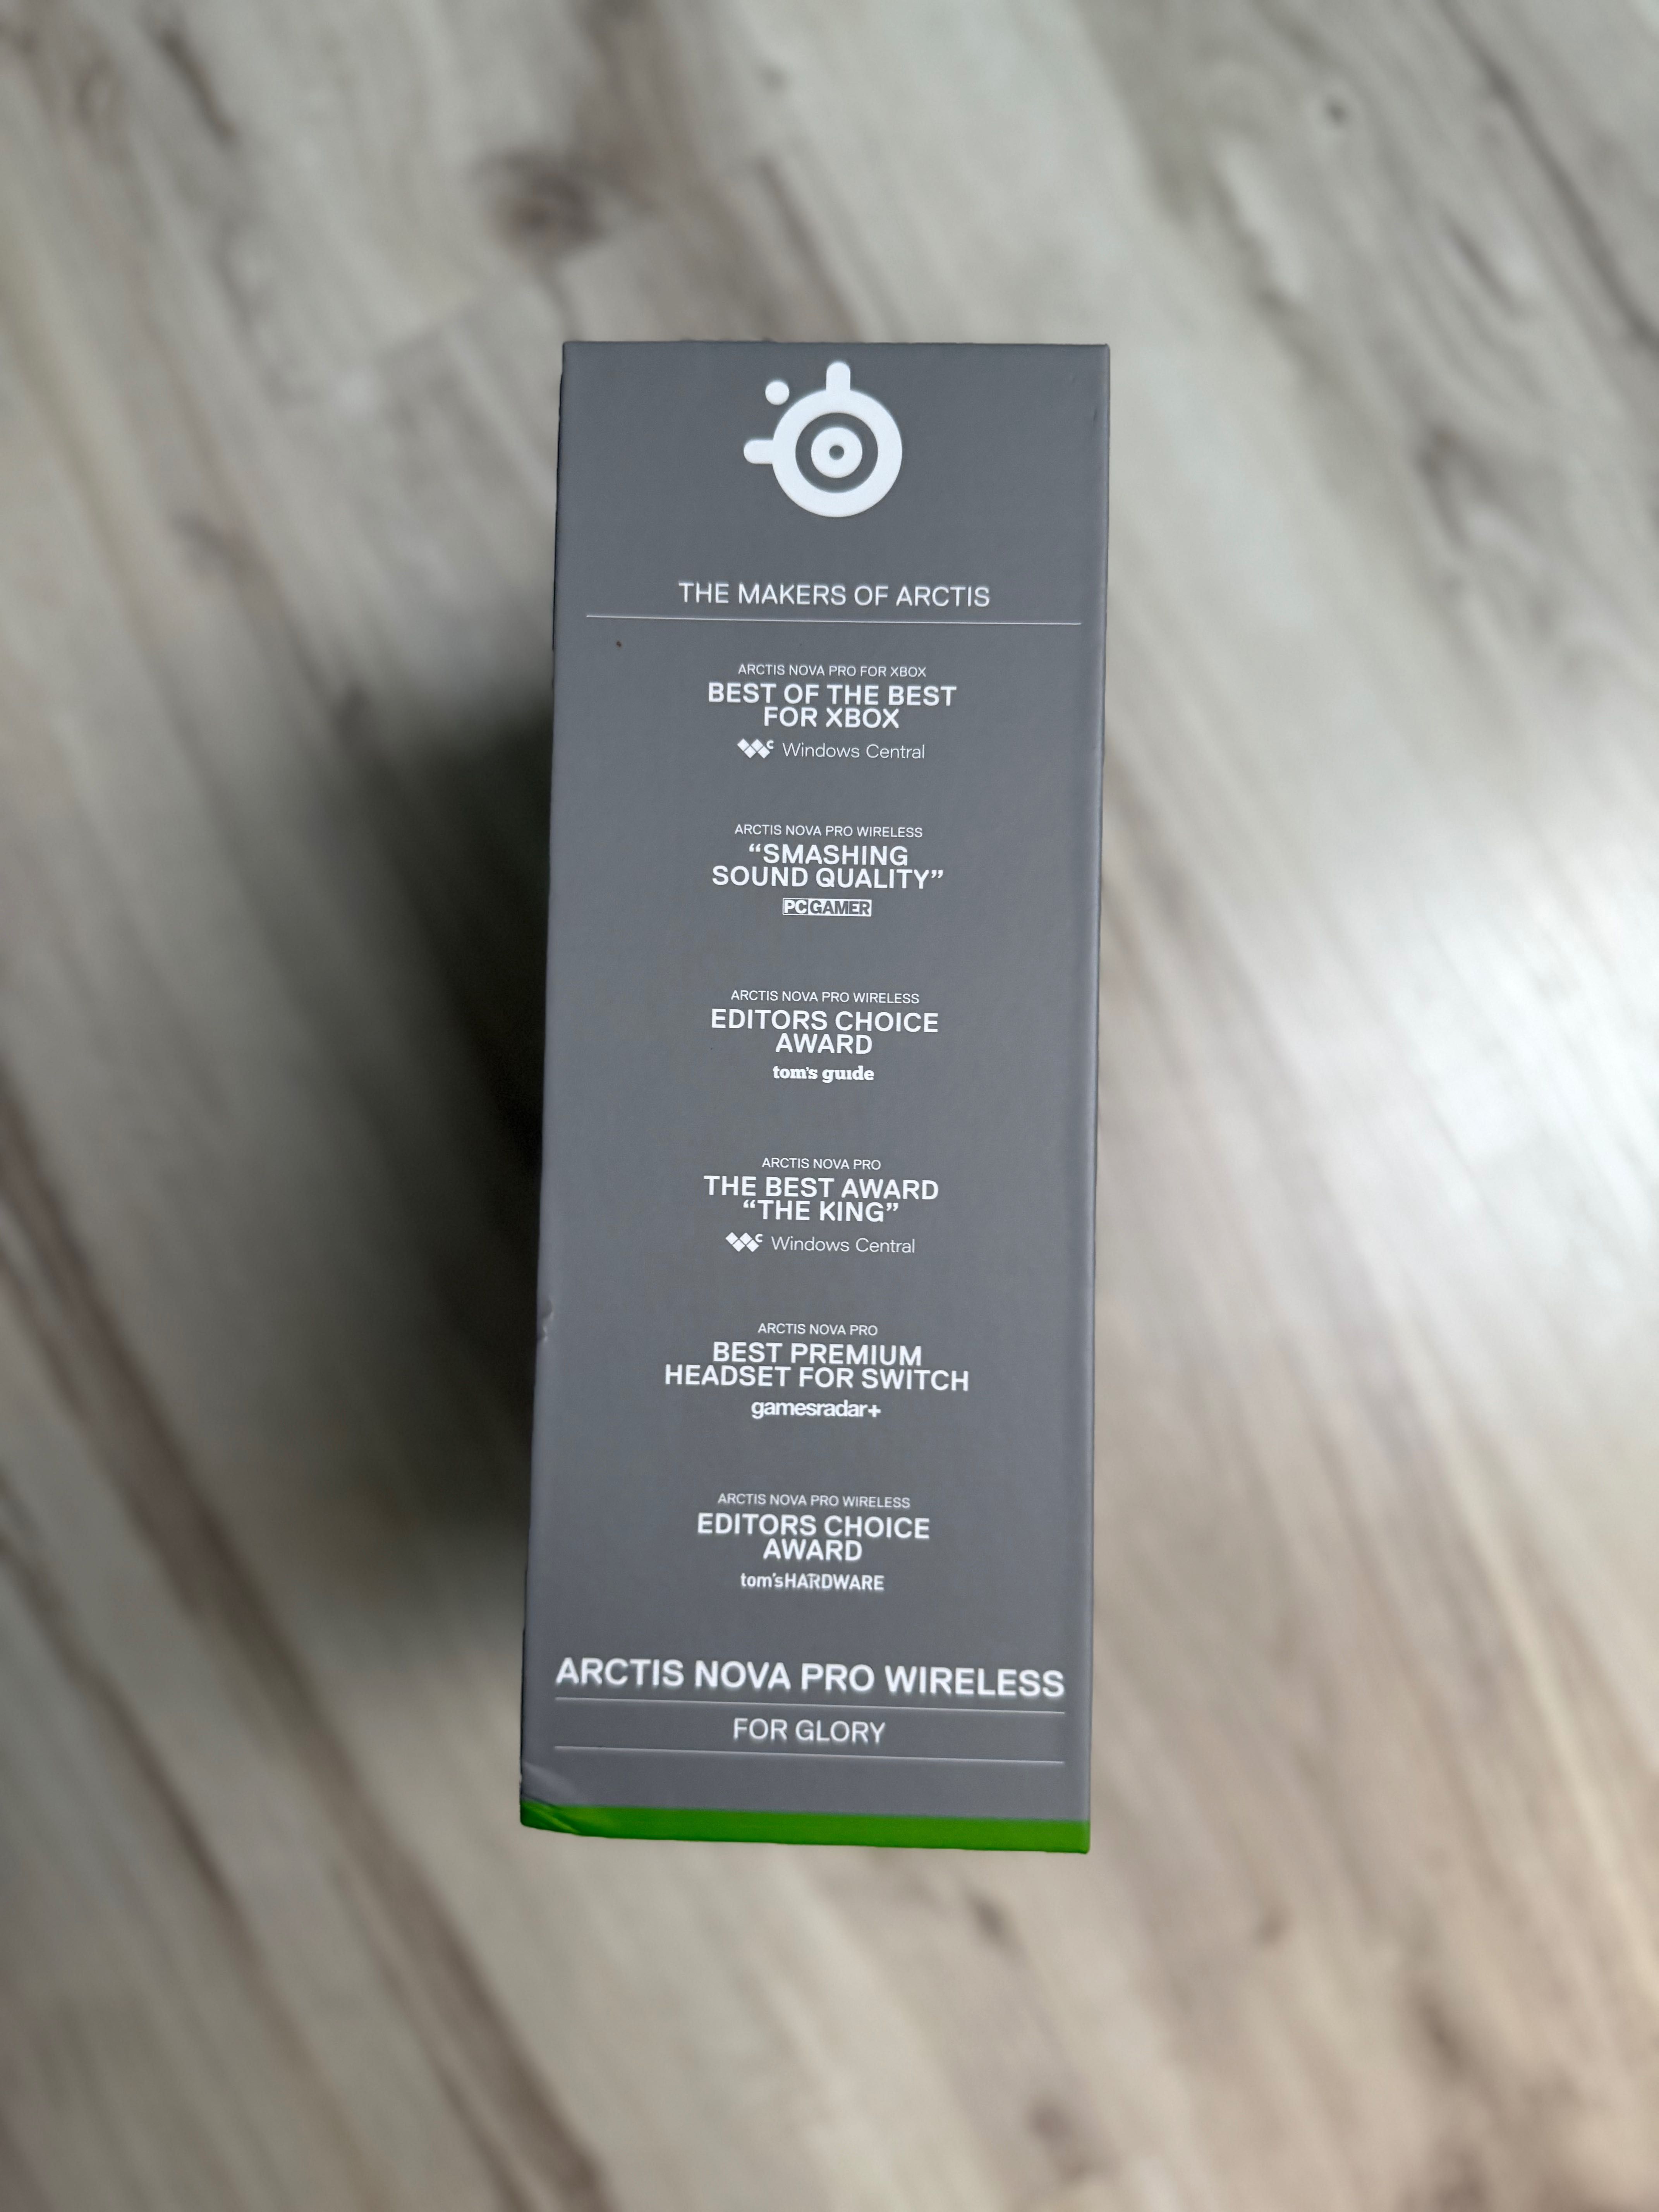 THE MAKERS OF ARCTIS
ARCTIS NOVA PRO FOR XBOX
BEST OF THE BEST
FOR XBOX
Windows Central
ARCTIS NOVA PRO WIRELESS
“SMASHING
SOUND QUALITY”
PC GAMER
ARCTIS NOVA PRO WIRELESS
EDITORS CHOICE
AWARD
tom's guide
ARCTIS NOVA PRO
THE BEST AWARD
“THE KING”
Windows Central
ARCTIS NOVA PRO
BEST PREMIUM
HEADSET FOR SWITCH
gamesradar+
ARCTIS NOVA PRO WIRELESS
EDITORS CHOICE
AWARD
tom'sHARDWARE
ARCTIS NOVA PRO WIRELESS
FOR GLORY